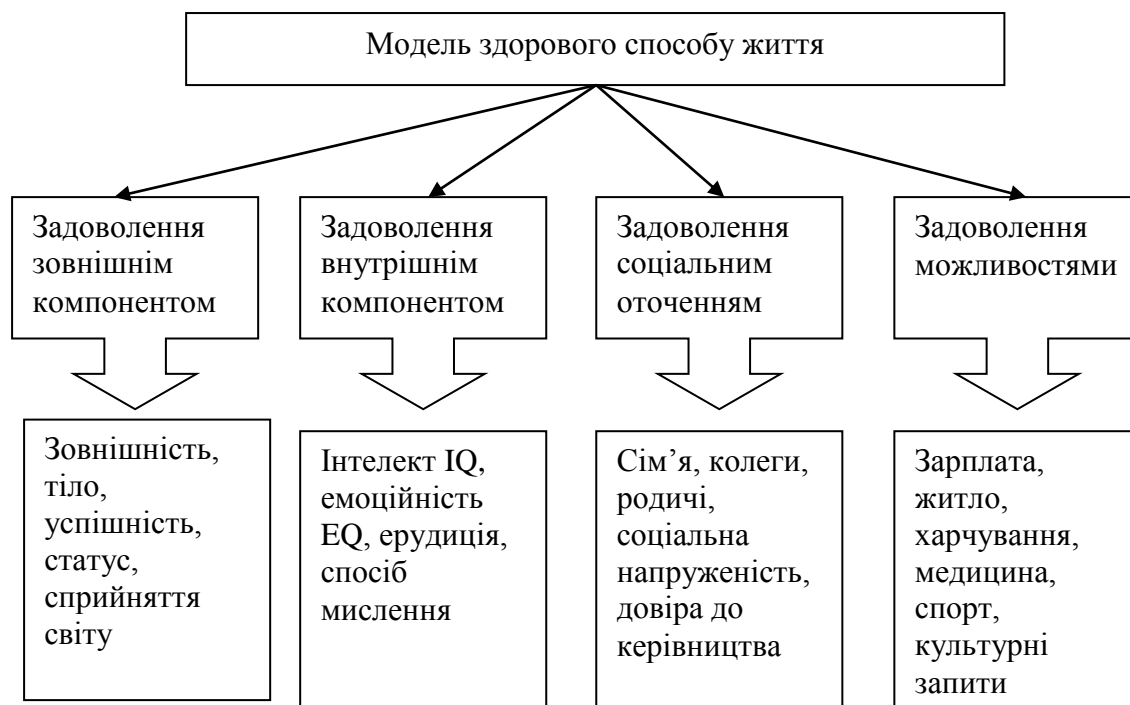 Модель здорового способу життя
Задоволення
зовнішнім
компонентом
Задоволення
внутрішнім
компонентом
Задоволення
соціальним
оточенням
Задоволення
можливостями
Зовнішність,
тіло,
успішність,
статус,
сприйняття
світу
Інтелект IQ,
емоційність
EQ, ерудиція,
спосіб
мислення
Сім’я, колеги,
родичі,
соціальна
напруженість,
довіра до
керівництва
Зарплата,
житло,
харчування,
медицина,
спорт,
культурні
запити